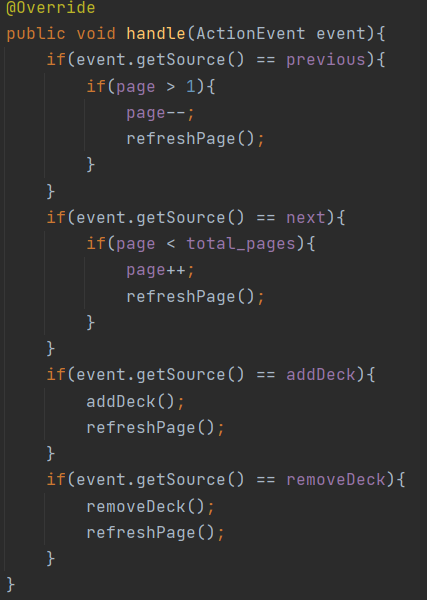 @Override
public void handle(ActionEvent event){
    if(event.getSource() == previous){
        if(page > 1){
            page--;
            refreshPage();
        }
    }
    if(event.getSource() == next){
        if(page < total_pages){
            page++;
            refreshPage();
        }
    }
    if(event.getSource() == addDeck){
        addDeck();
        refreshPage();
    }
    if(event.getSource() == removeDeck){
        removeDeck();
        refreshPage();
    }
}